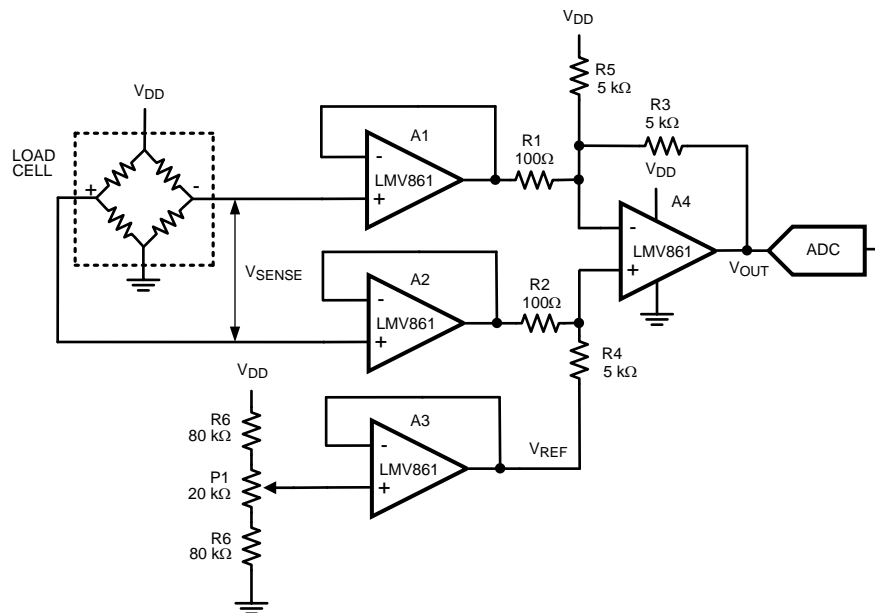 VDD
R5
5 kΩ
VDD
R3
5 kΩ
A1
R1
100Ω
VDD
LOAD
CELL
+
-
-
LMV861
+
A4
-
LMV861
+
ADC
VSENSE
A2
R2
100Ω
VOUT
-
LMV861
+
VDD
R4
5 kΩ
R6
80 kΩ
A3
P1
20 kΩ
-
LMV861
+
VREF
R6
80 kΩ